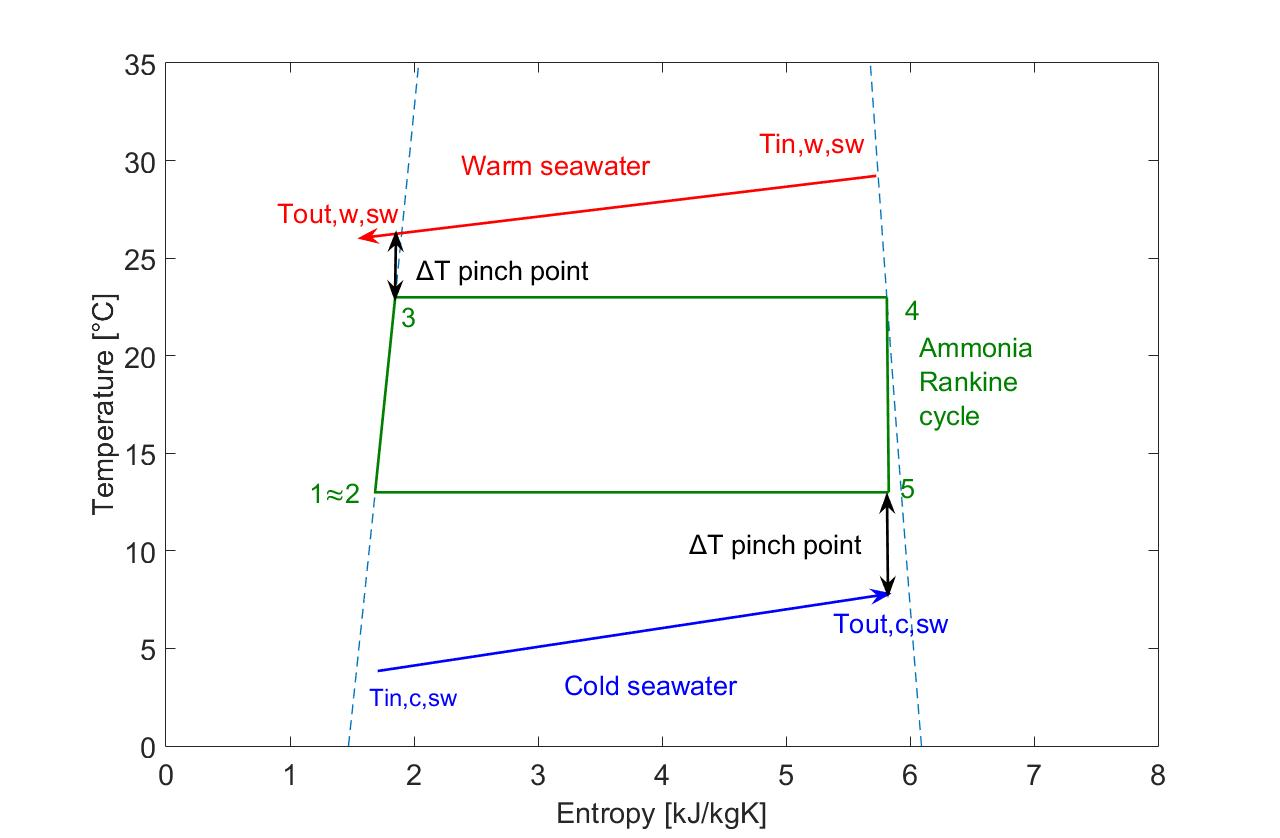 35
30
25
20
15
10
5
0
Temperature [°C]
Tin,w,sw
Warm seawater
Tout,w,sw
ΔT pinch point
3
4
Ammonia
Rankine
cycle
1≈2
5
ΔT pinch point
Tout,c,sw
Cold seawater
Tin,c,sw
0 1 2 3 4 5 6 7 8
Entropy [kJ/kgK]